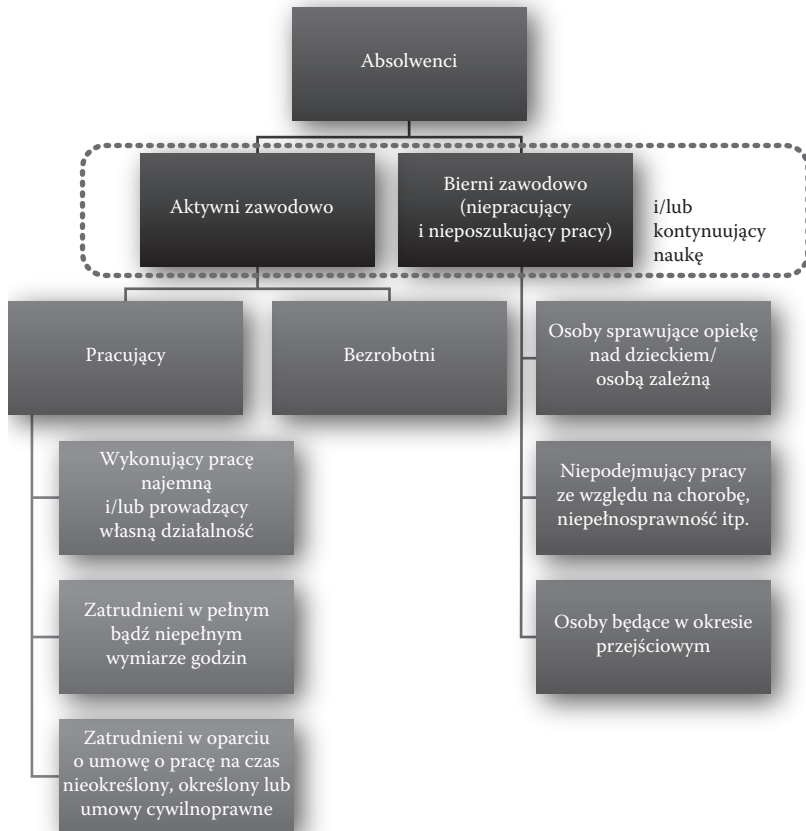 Absolwenci
Aktywni zawodowo
Bierni zawodowo
(niepracujący
i nieposzukujący pracy)
i/lub
kontynuujący
naukę
Pracujący
Bezrobotni
Osoby sprawujące opiekę
nad dzieckiem/
osobą zależną
Wykonujący pracę
najemną
i/lub prowadzący
własną działalność
Niepodejmujący pracy
ze względu na chorobę,
niepełnosprawność itp.
Zatrudnieni w pełnym
bądź niepełnym
wymiarze godzin
Osoby będące w okresie
przejściowym
Zatrudnieni w oparciu
o umowę o pracę na czas
nieokreślony, określony lub
umowy cywilnoprawne